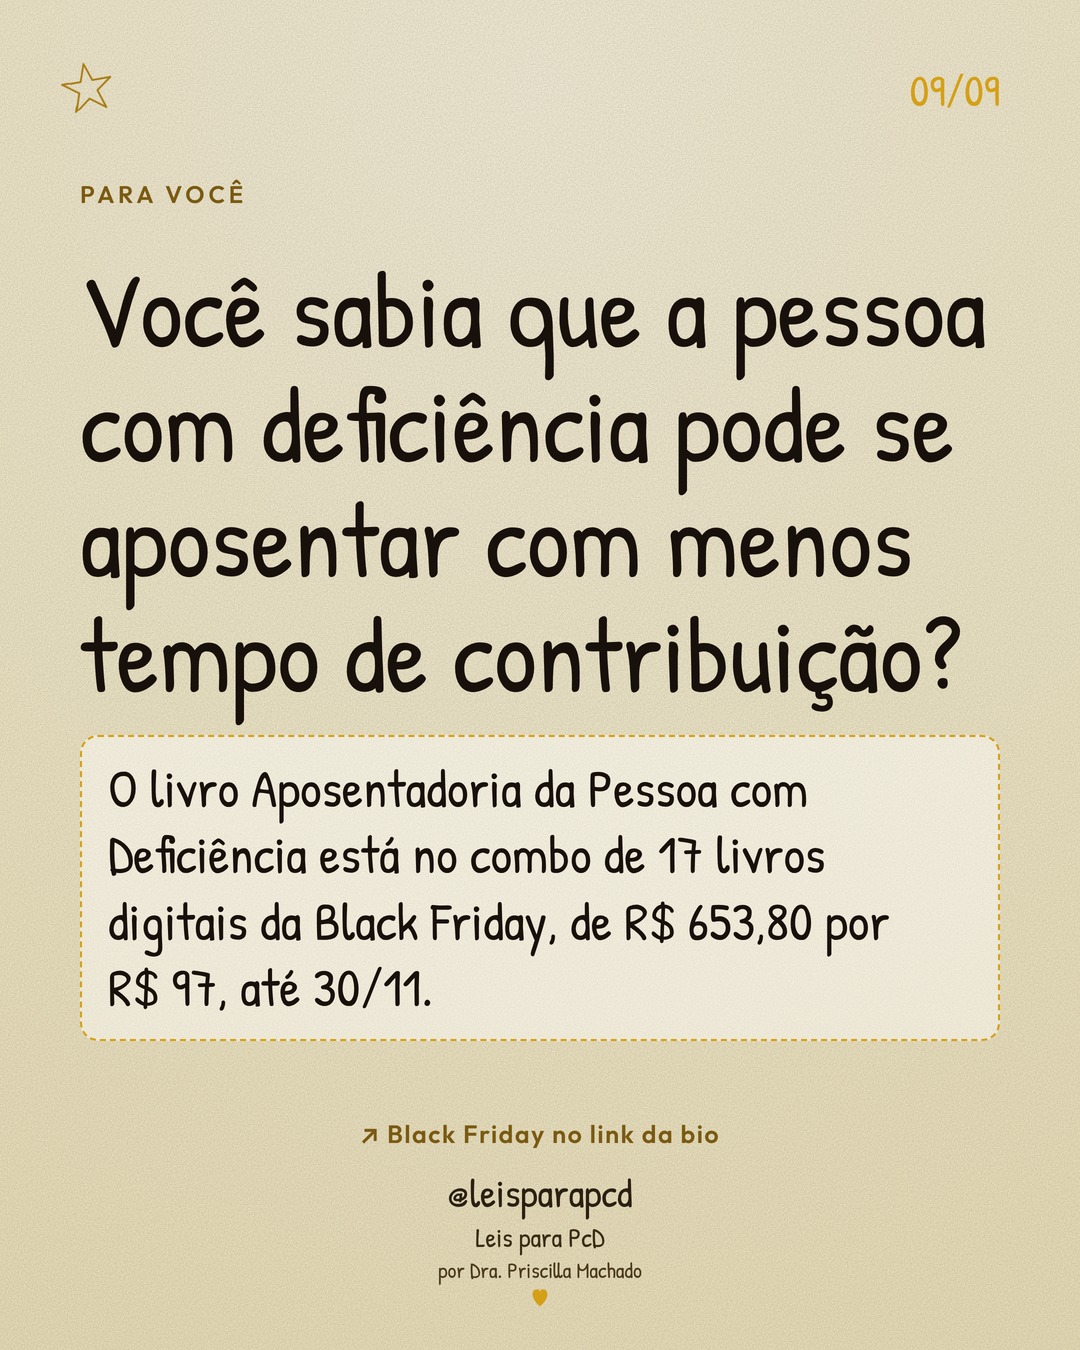 09/09
PARA VOCÊ
Você sabia que a pessoa
com deficiência pode se
aposentar com menos
tempo de contribuição?
O livro Aposentadoria da Pessoa com
Deficiência está no combo de 17 livros
digitais da Black Friday, de R$ 653,80 por
R$ 97, até 30/11.
↗ Black Friday no link da bio
@leisparapcd
Leis para PcD
por Dra. Priscilla Machado